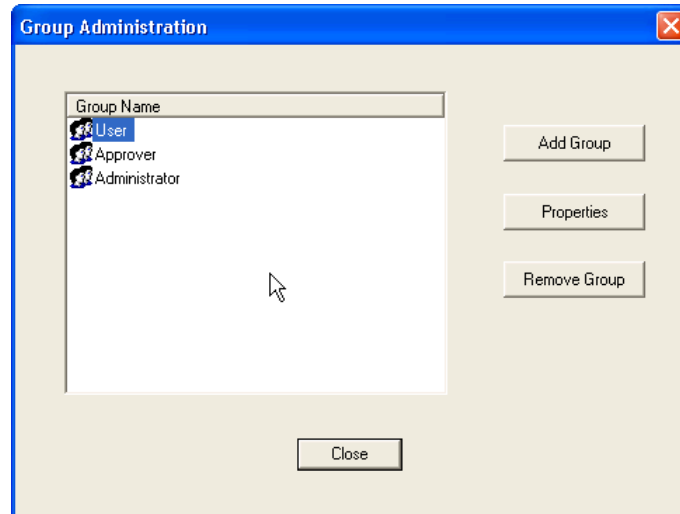 Group Administration
Group Name
User
Approver
Administrator
Add Group
Properties
Remove Group
Close